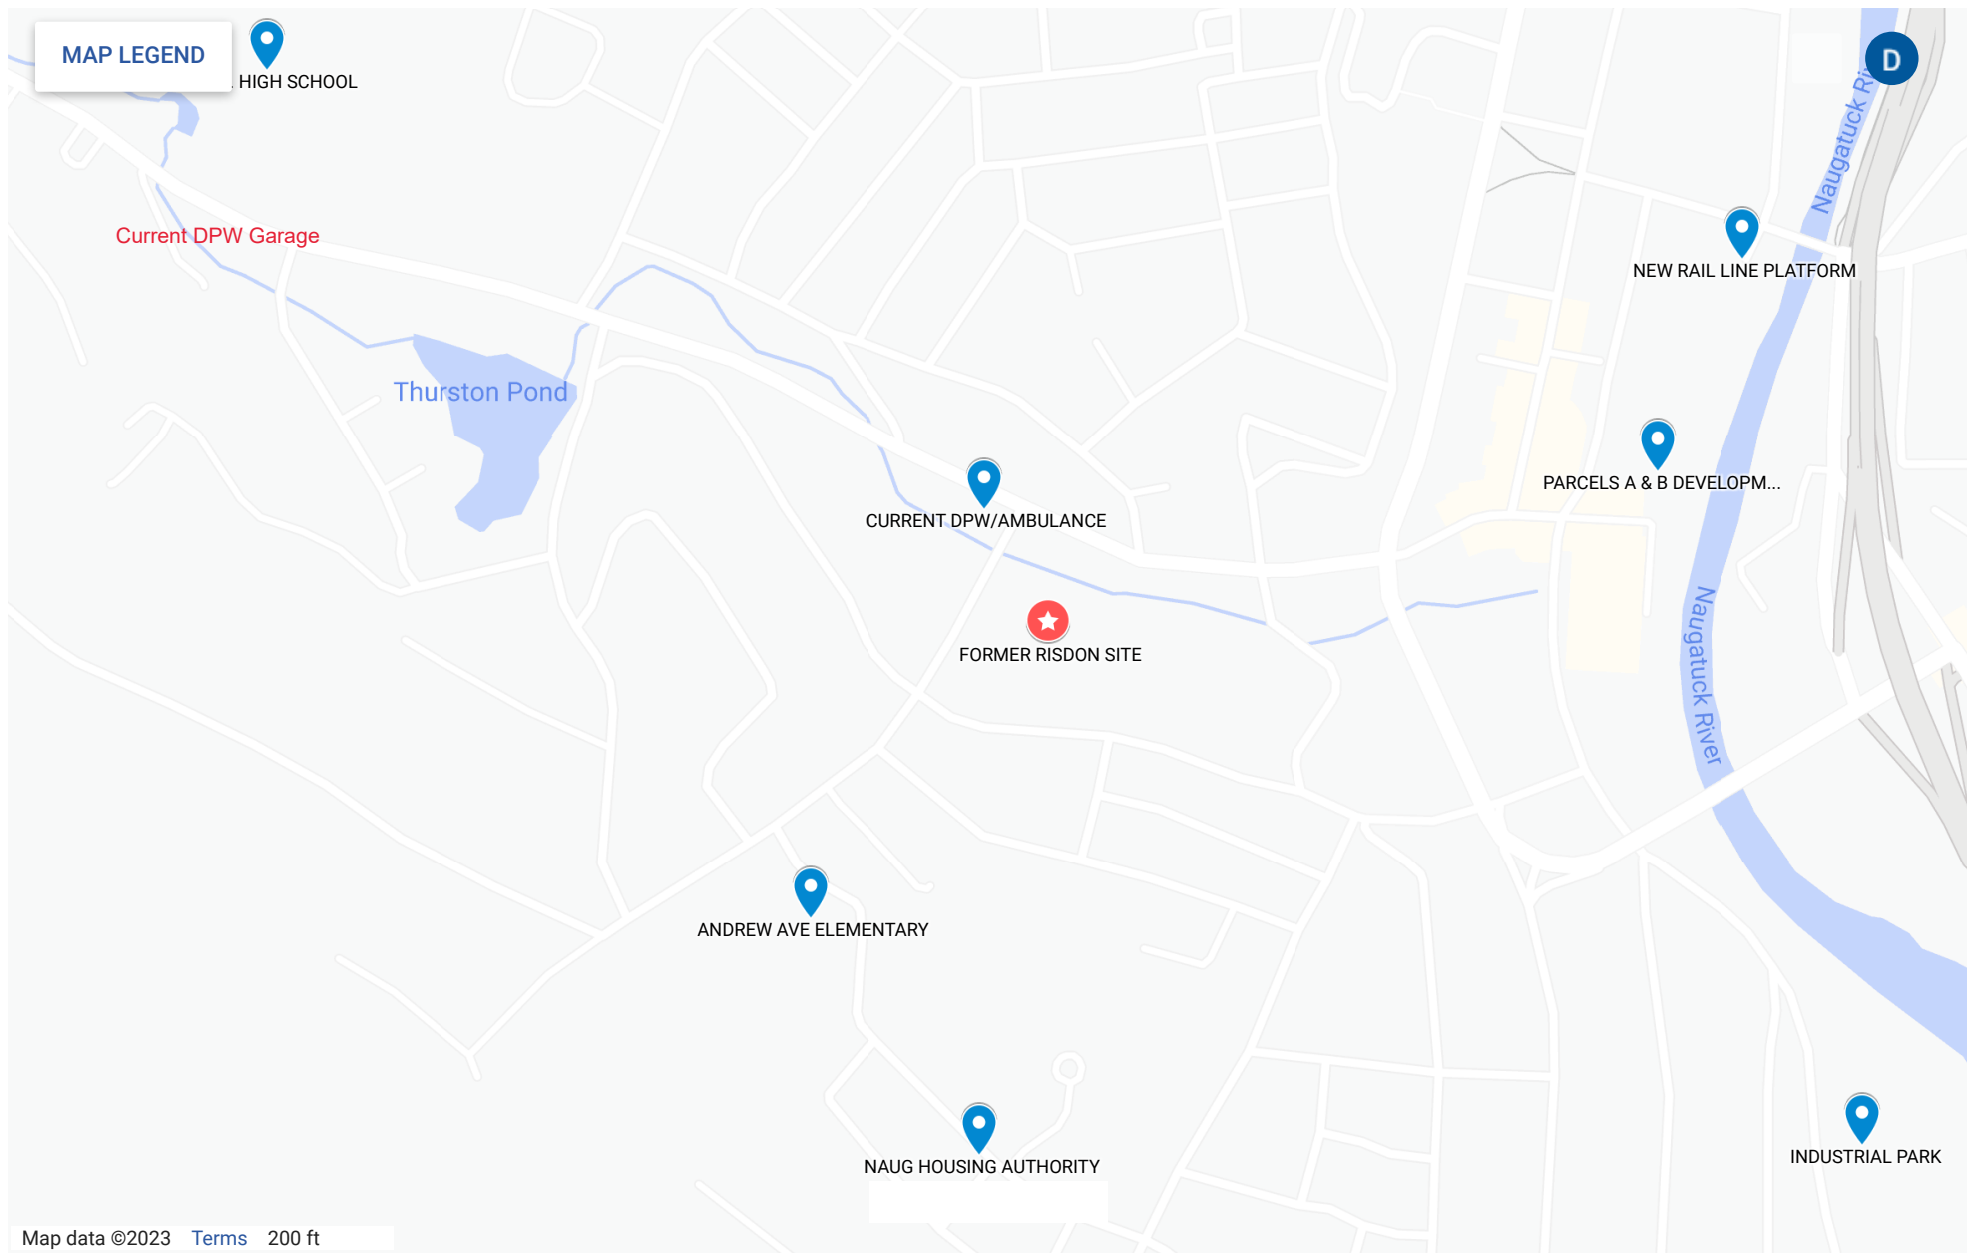 MAP LEGEND
. HIGH SCHOOL
D
Naugatuck Ri
Current DPW Garage
NEW RAIL LINE PLATFORM
Thurston Pond
PARCELS A & B DEVELOPM...
CURRENT DPW/AMBULANCE
FORMER RISDON SITE
Naugatuck River
ANDREW AVE ELEMENTARY
NAUG HOUSING AUTHORITY
INDUSTRIAL PARK
Map data ©2023 Terms 200 ft